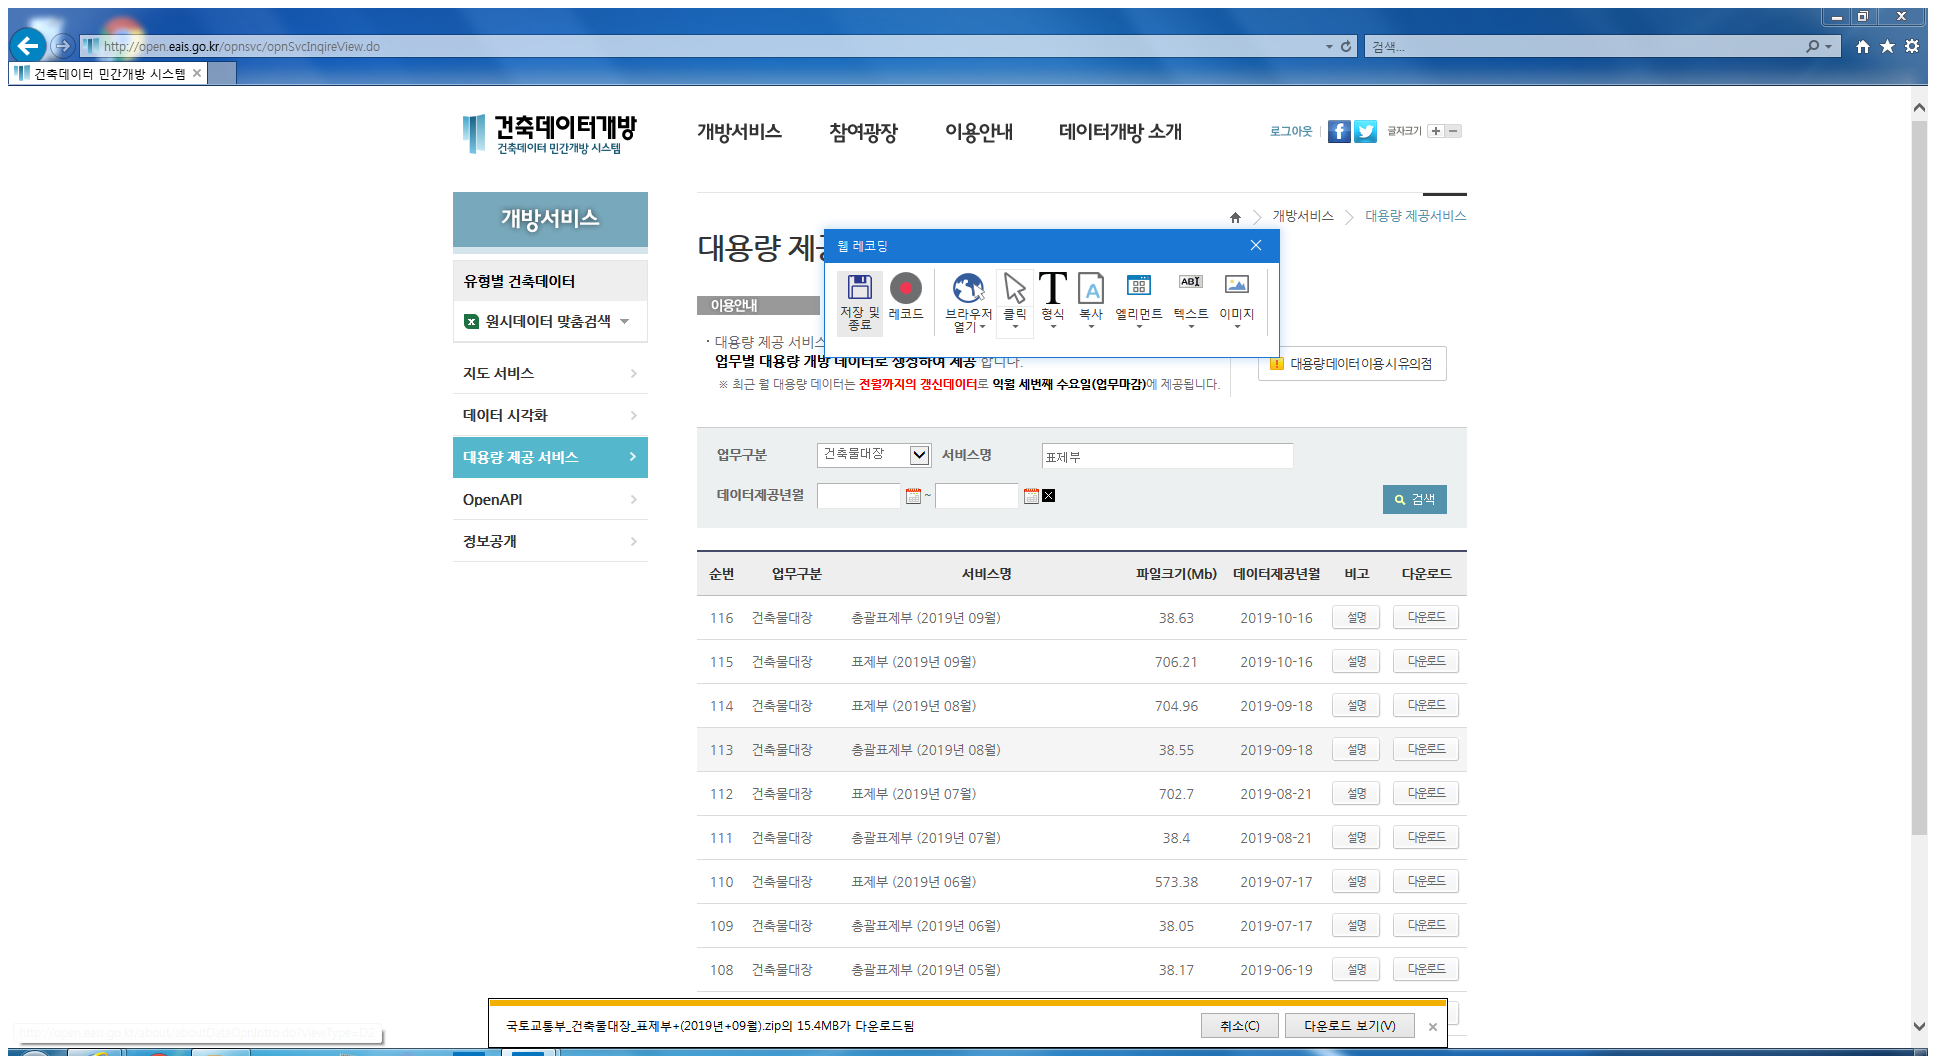 http://open.eais.go.kr/opnsvc/opnSvcInqireView.do
검색...
건축데이터 민간개방 시스템
건축데이터개방
건축데이터 민간개방 시스템
개방서비스
참여광장
이용안내
데이터개방 소개
로그아웃
글자크기
개방서비스
유형별 건축데이터
원시데이터 맞춤검색
지도 서비스
데이터 시각화
대용량 제공 서비스
OpenAPI
정보공개
개방서비스
대용량 제공서비스
대용량 제공
웹 레코딩
저장 및 종료
레코드
브라우저 열기
클릭
형식
복사
엘리먼트
텍스트
이미지
이용안내
대용량 제공 서비스
업무별 대용량 개방 데이터로 생성하여 제공 합니다.
※ 최근 월 대용량 데이터는 전월까지의 갱신데이터로 익월 세번째 수요일(업무마감)에 제공됩니다.
대용량데이터이용시유의점
업무구분 건축물대장 서비스명 표제부
데이터제공년월 ~
검색
순번 업무구분 서비스명 파일크기(Mb) 데이터제공년월 비고 다운로드
116 건축물대장 총괄표제부 (2019년 09월) 38.63 2019-10-16 설명 다운로드
115 건축물대장 표제부 (2019년 09월) 706.21 2019-10-16 설명 다운로드
114 건축물대장 표제부 (2019년 08월) 704.96 2019-09-18 설명 다운로드
113 건축물대장 총괄표제부 (2019년 08월) 38.55 2019-09-18 설명 다운로드
112 건축물대장 표제부 (2019년 07월) 702.7 2019-08-21 설명 다운로드
111 건축물대장 총괄표제부 (2019년 07월) 38.4 2019-08-21 설명 다운로드
110 건축물대장 표제부 (2019년 06월) 573.38 2019-07-17 설명 다운로드
109 건축물대장 총괄표제부 (2019년 06월) 38.05 2019-07-17 설명 다운로드
108 건축물대장 총괄표제부 (2019년 05월) 38.17 2019-06-19 설명 다운로드
국토교통부_건축물대장_표제부+(2019년+09월).zip의 15.4MB가 다운로드됨
취소(C)
다운로드 보기(V)